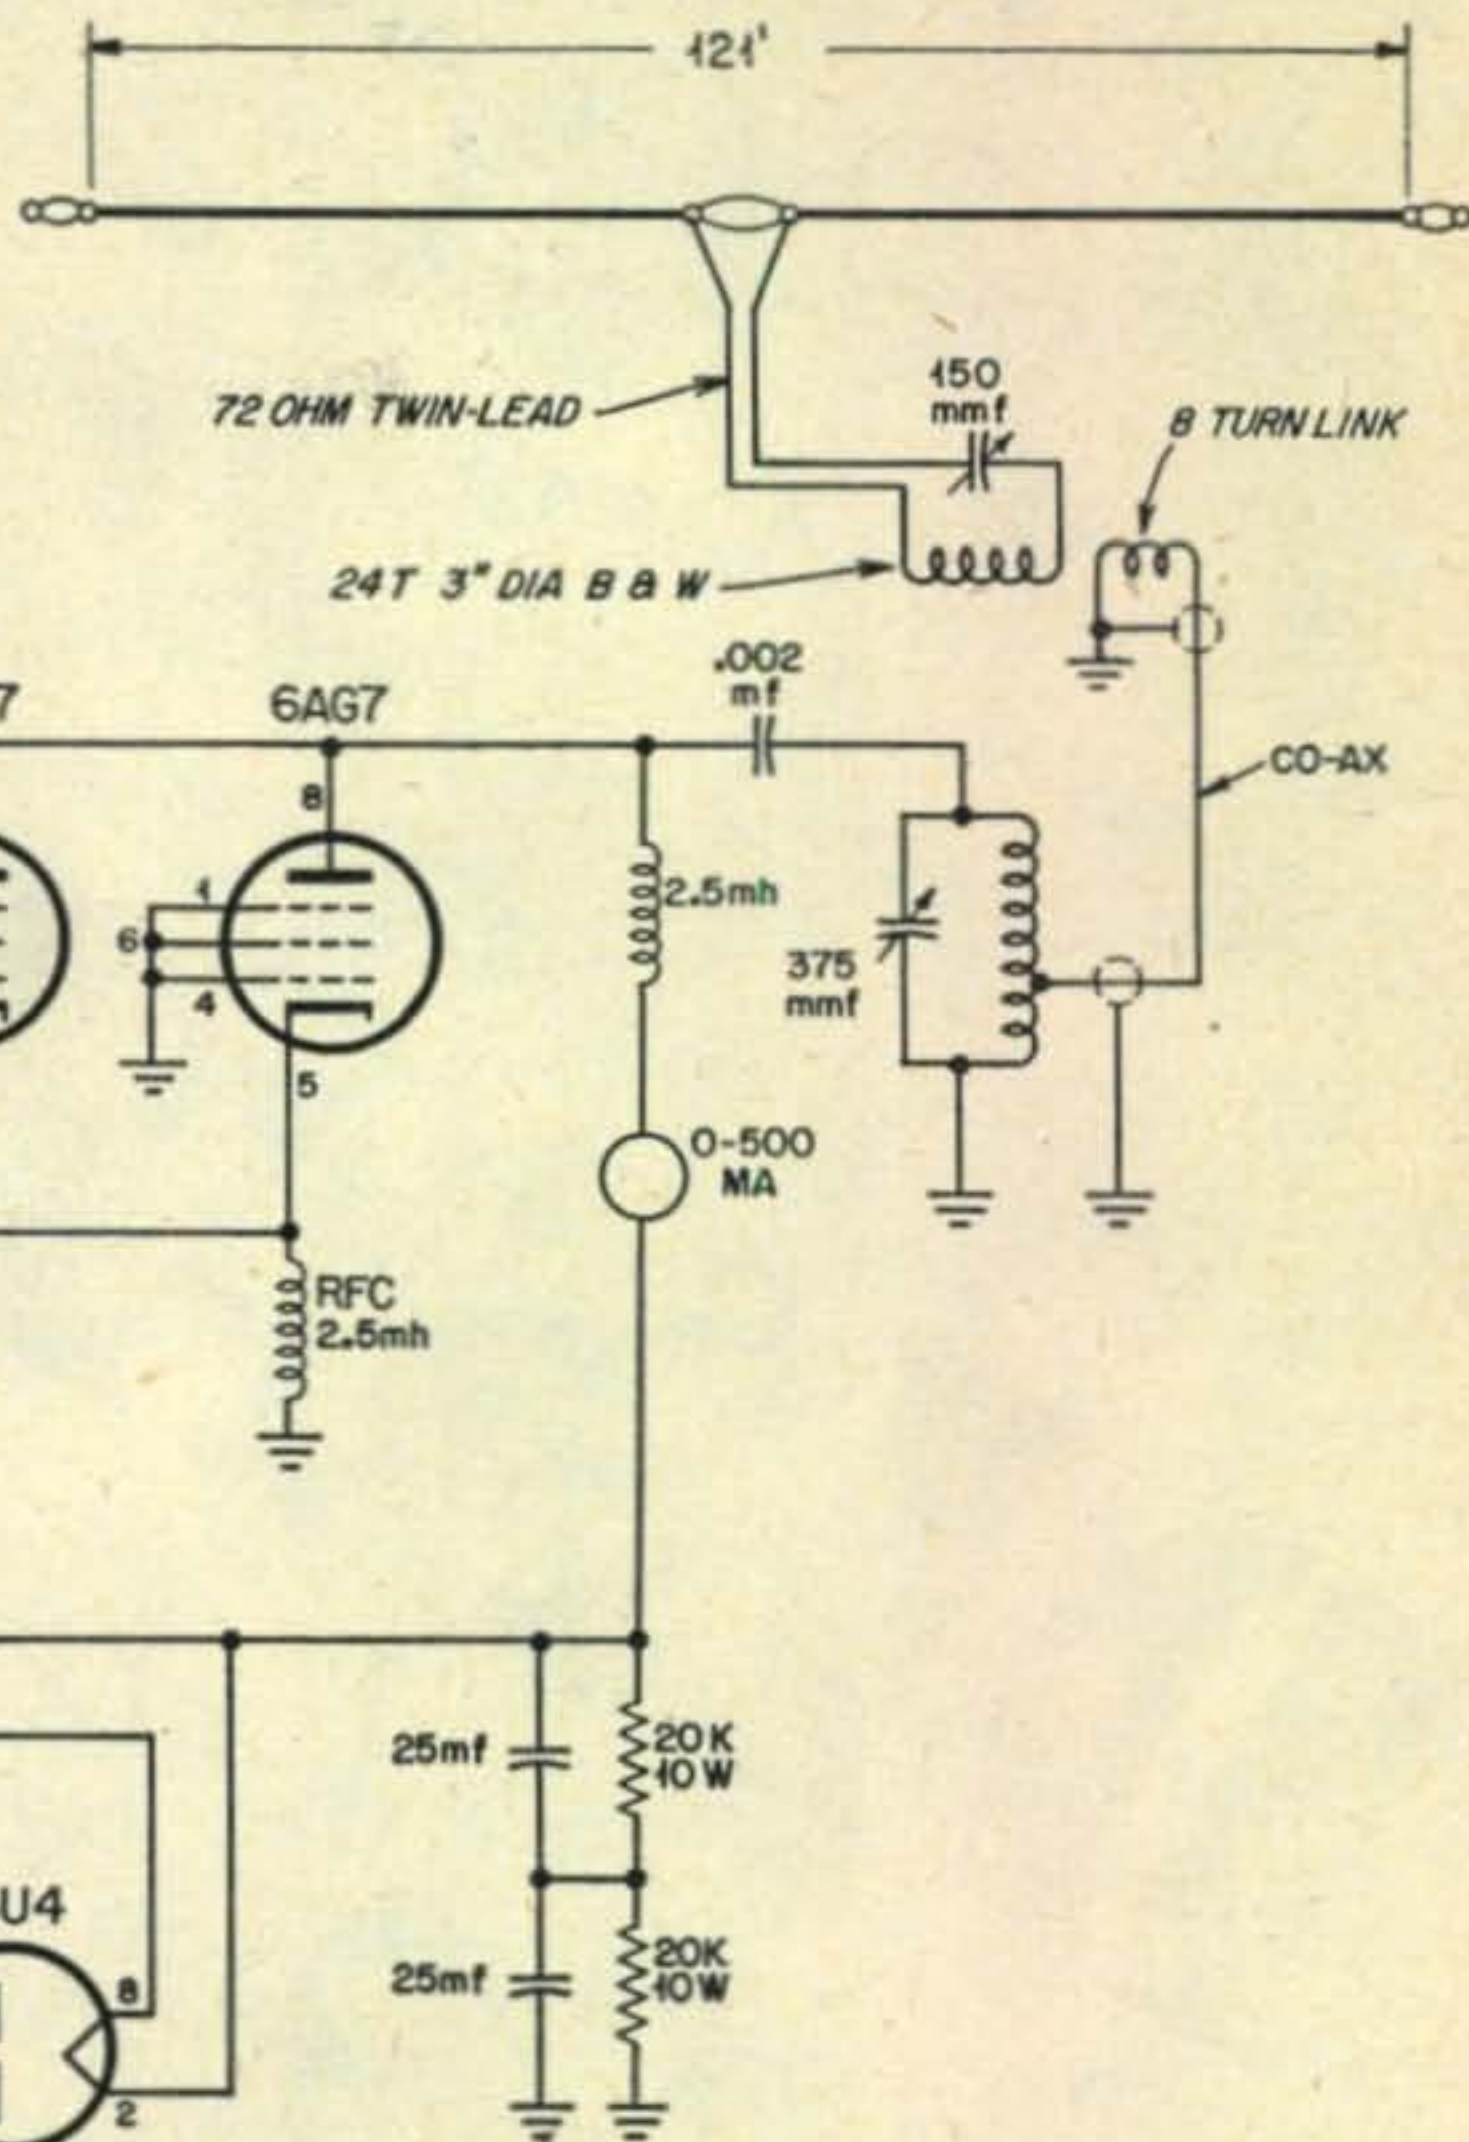 121'
72 OHM TWIN-LEAD
150
mmf
8 TURN LINK
24T 3" DIA B & W
.002
mf
7
6AG7
CO-AX
8
1
6
4
5
2.5mh
375
mmf
0-500
MA
RFC
2.5mh
25mf
20K
10W
U4
8
25mf
20K
10W
2